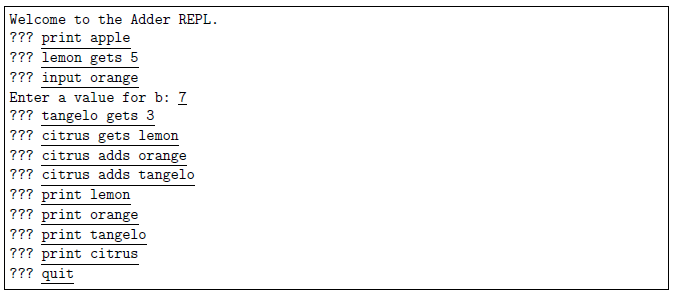 Welcome to the Adder REPL.
??? print apple
??? lemon gets 5
??? input orange
Enter a value for b: 7
??? tangelo gets 3
??? citrus gets lemon
??? citrus adds orange
??? citrus adds tangelo
??? print lemon
??? print orange
??? print tangelo
??? print citrus
??? quit